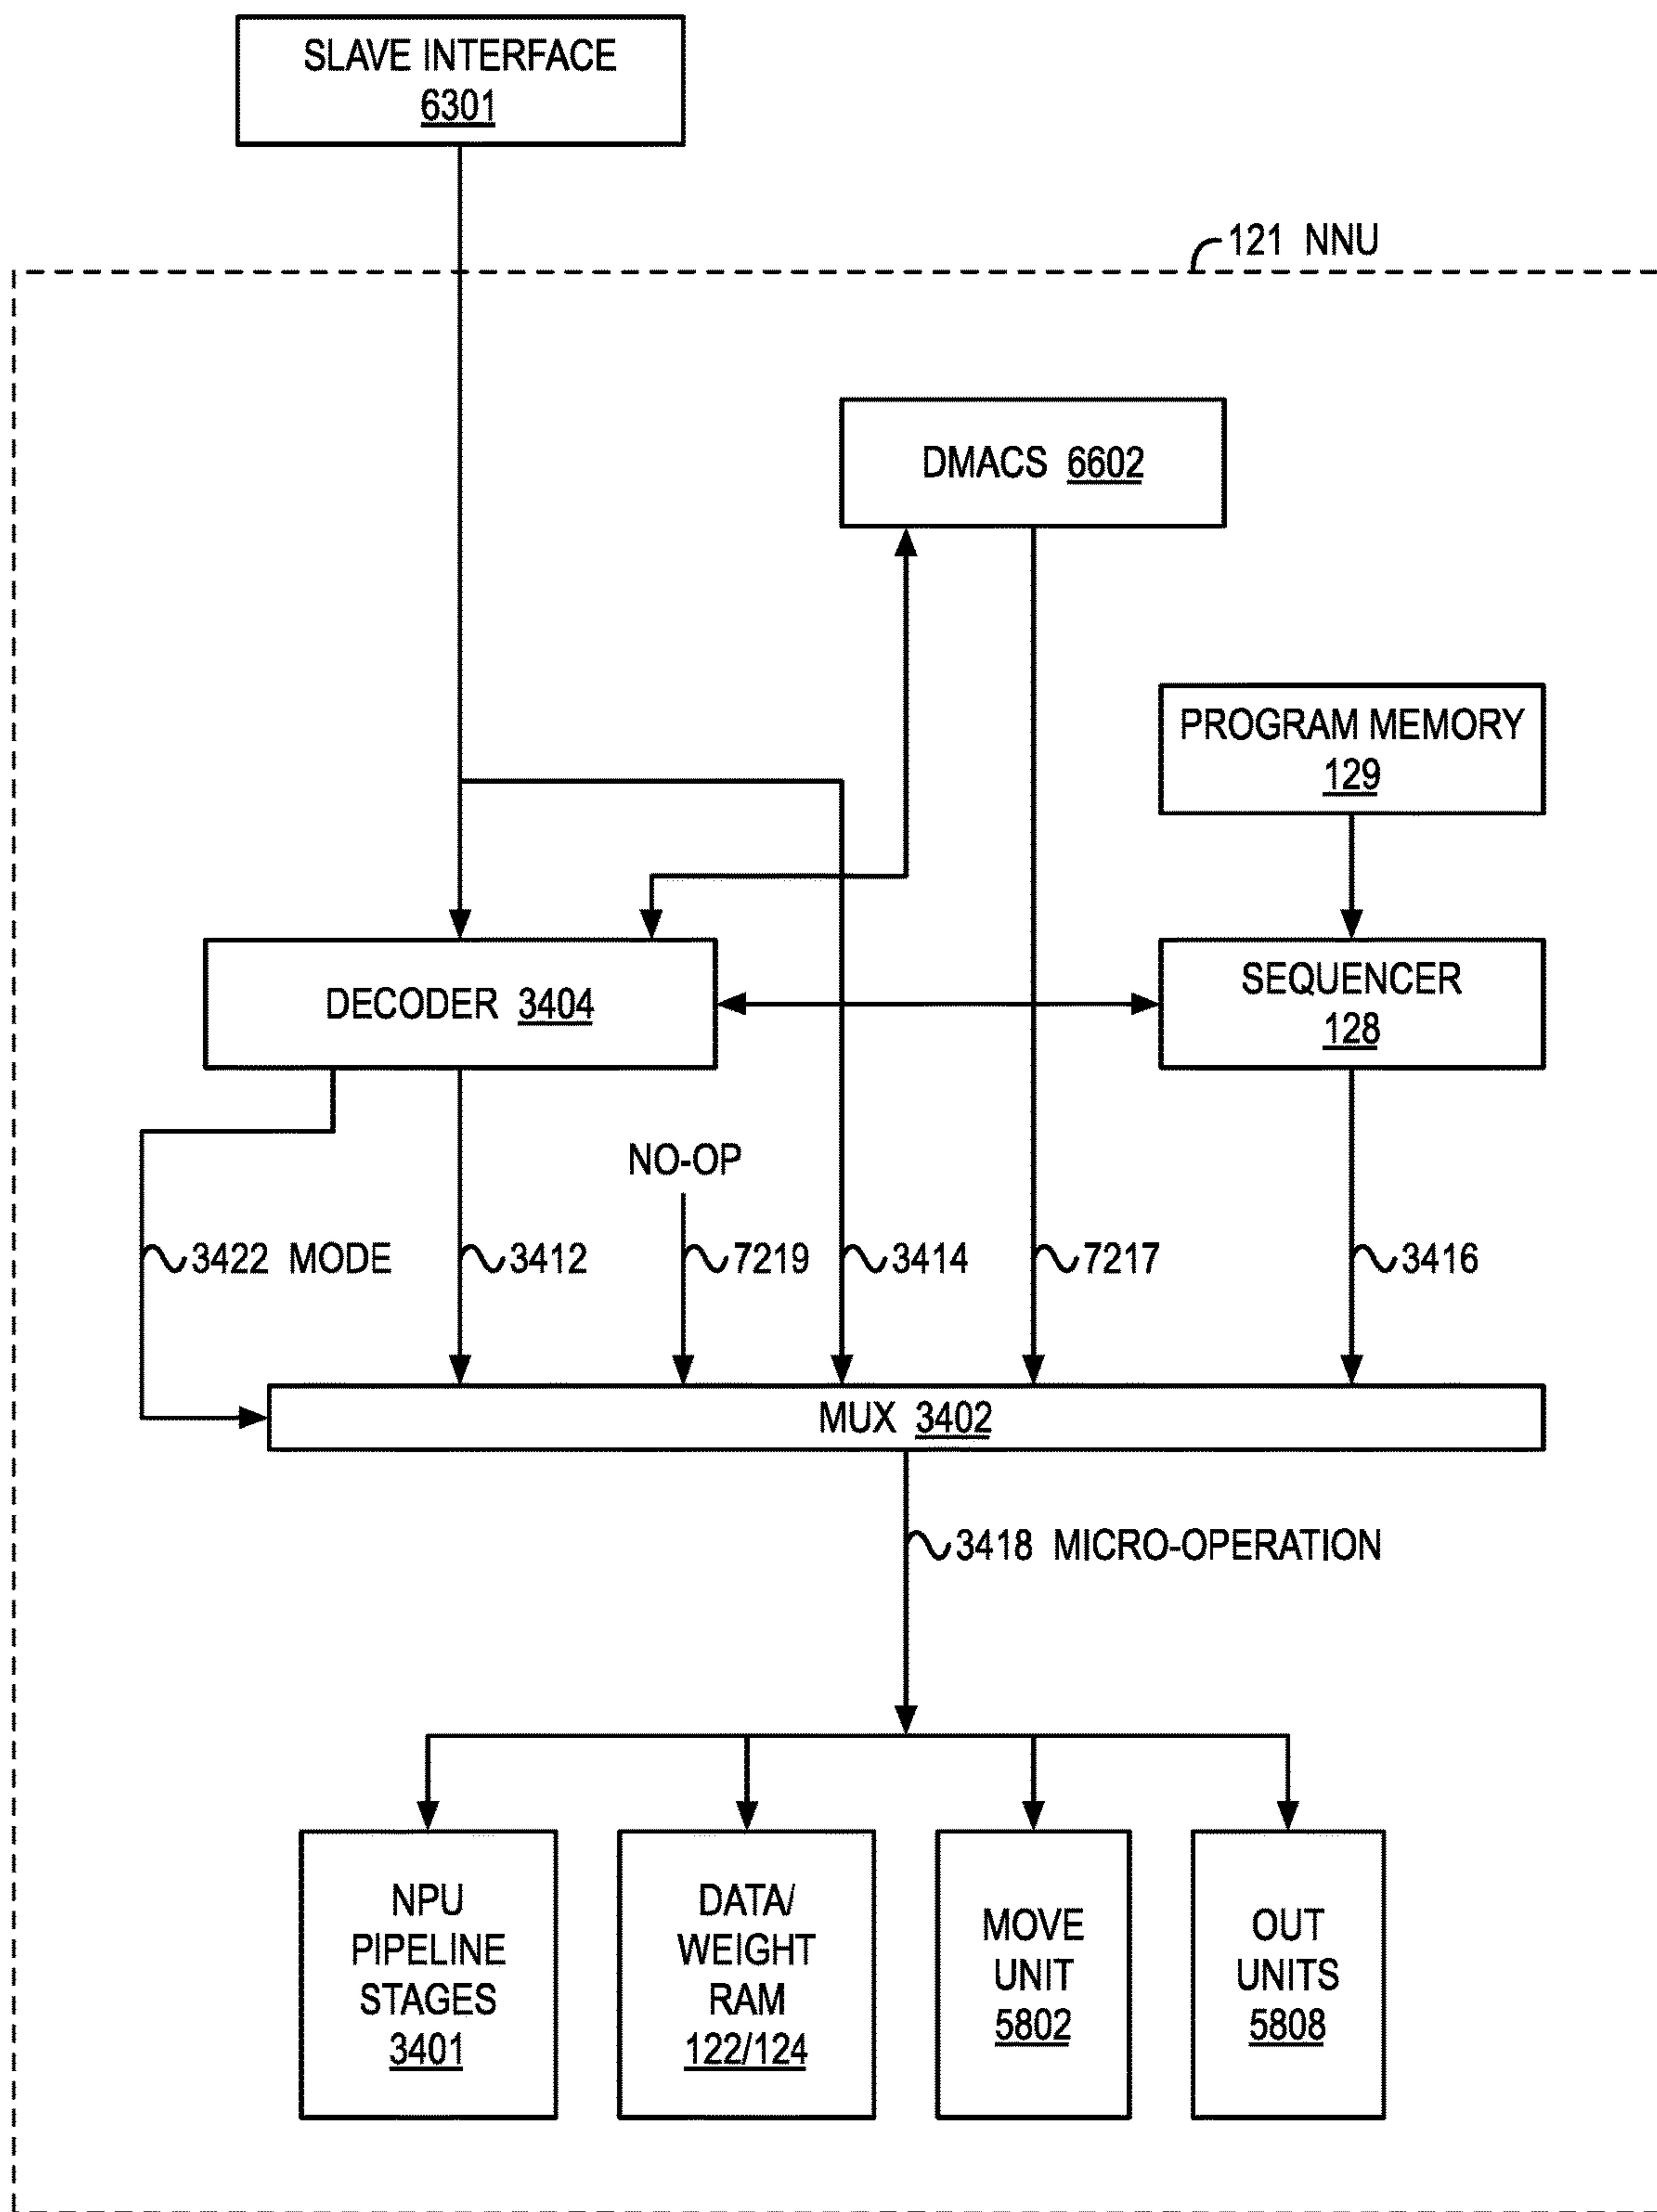 SLAVE INTERFACE
6301
121 NNU
DMACS 6602
PROGRAM MEMORY
129
DECODER 3404
SEQUENCER
128
NO-OP
3422 MODE
3412
7219
3414
7217
3416
MUX 3402
3418 MICRO-OPERATION
NPU
PIPELINE
STAGES
3401
DATA/
WEIGHT
RAM
122/124
MOVE
UNIT
5802
OUT
UNITS
5808